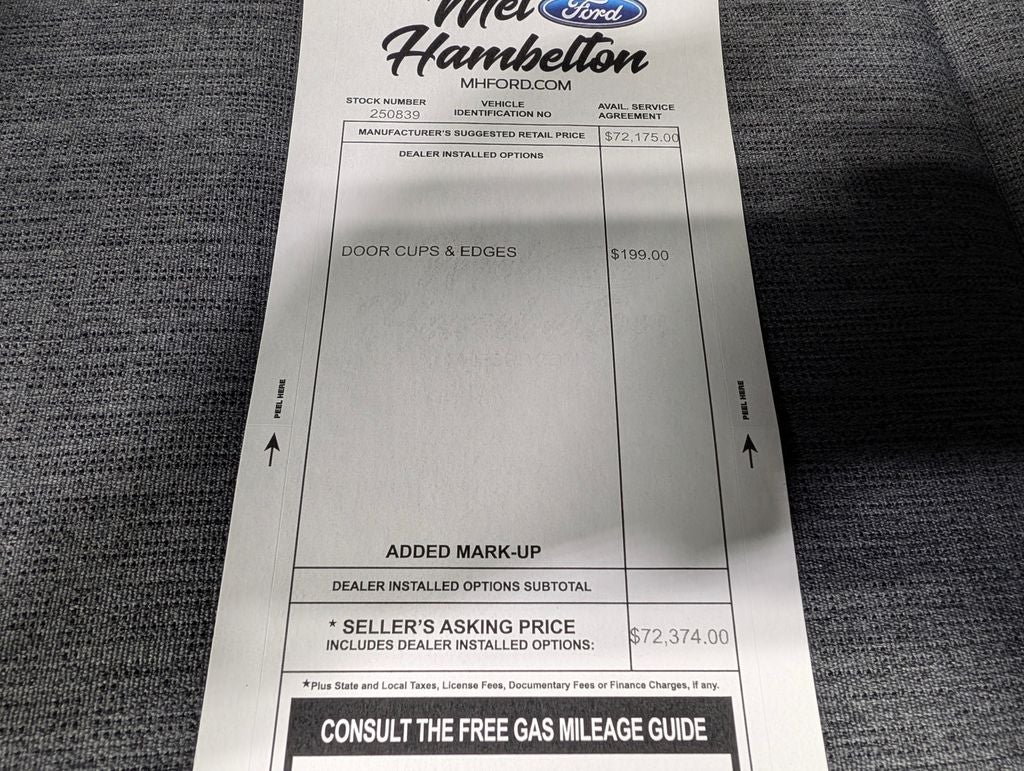 Mel Ford
Hambelton
MHFORD.COM
STOCK NUMBER
250839
VEHICLE
IDENTIFICATION NO
AVAIL. SERVICE
AGREEMENT
MANUFACTURER'S SUGGESTED RETAIL PRICE $72,175.00
DEALER INSTALLED OPTIONS
DOOR CUPS & EDGES $199.00
PEEL HERE
PEEL HERE
ADDED MARK-UP
DEALER INSTALLED OPTIONS SUBTOTAL
* SELLER'S ASKING PRICE
INCLUDES DEALER INSTALLED OPTIONS:
$72,374.00
*Plus State and Local Taxes, License Fees, Documentary Fees or Finance Charges, if any.
CONSULT THE FREE GAS MILEAGE GUIDE